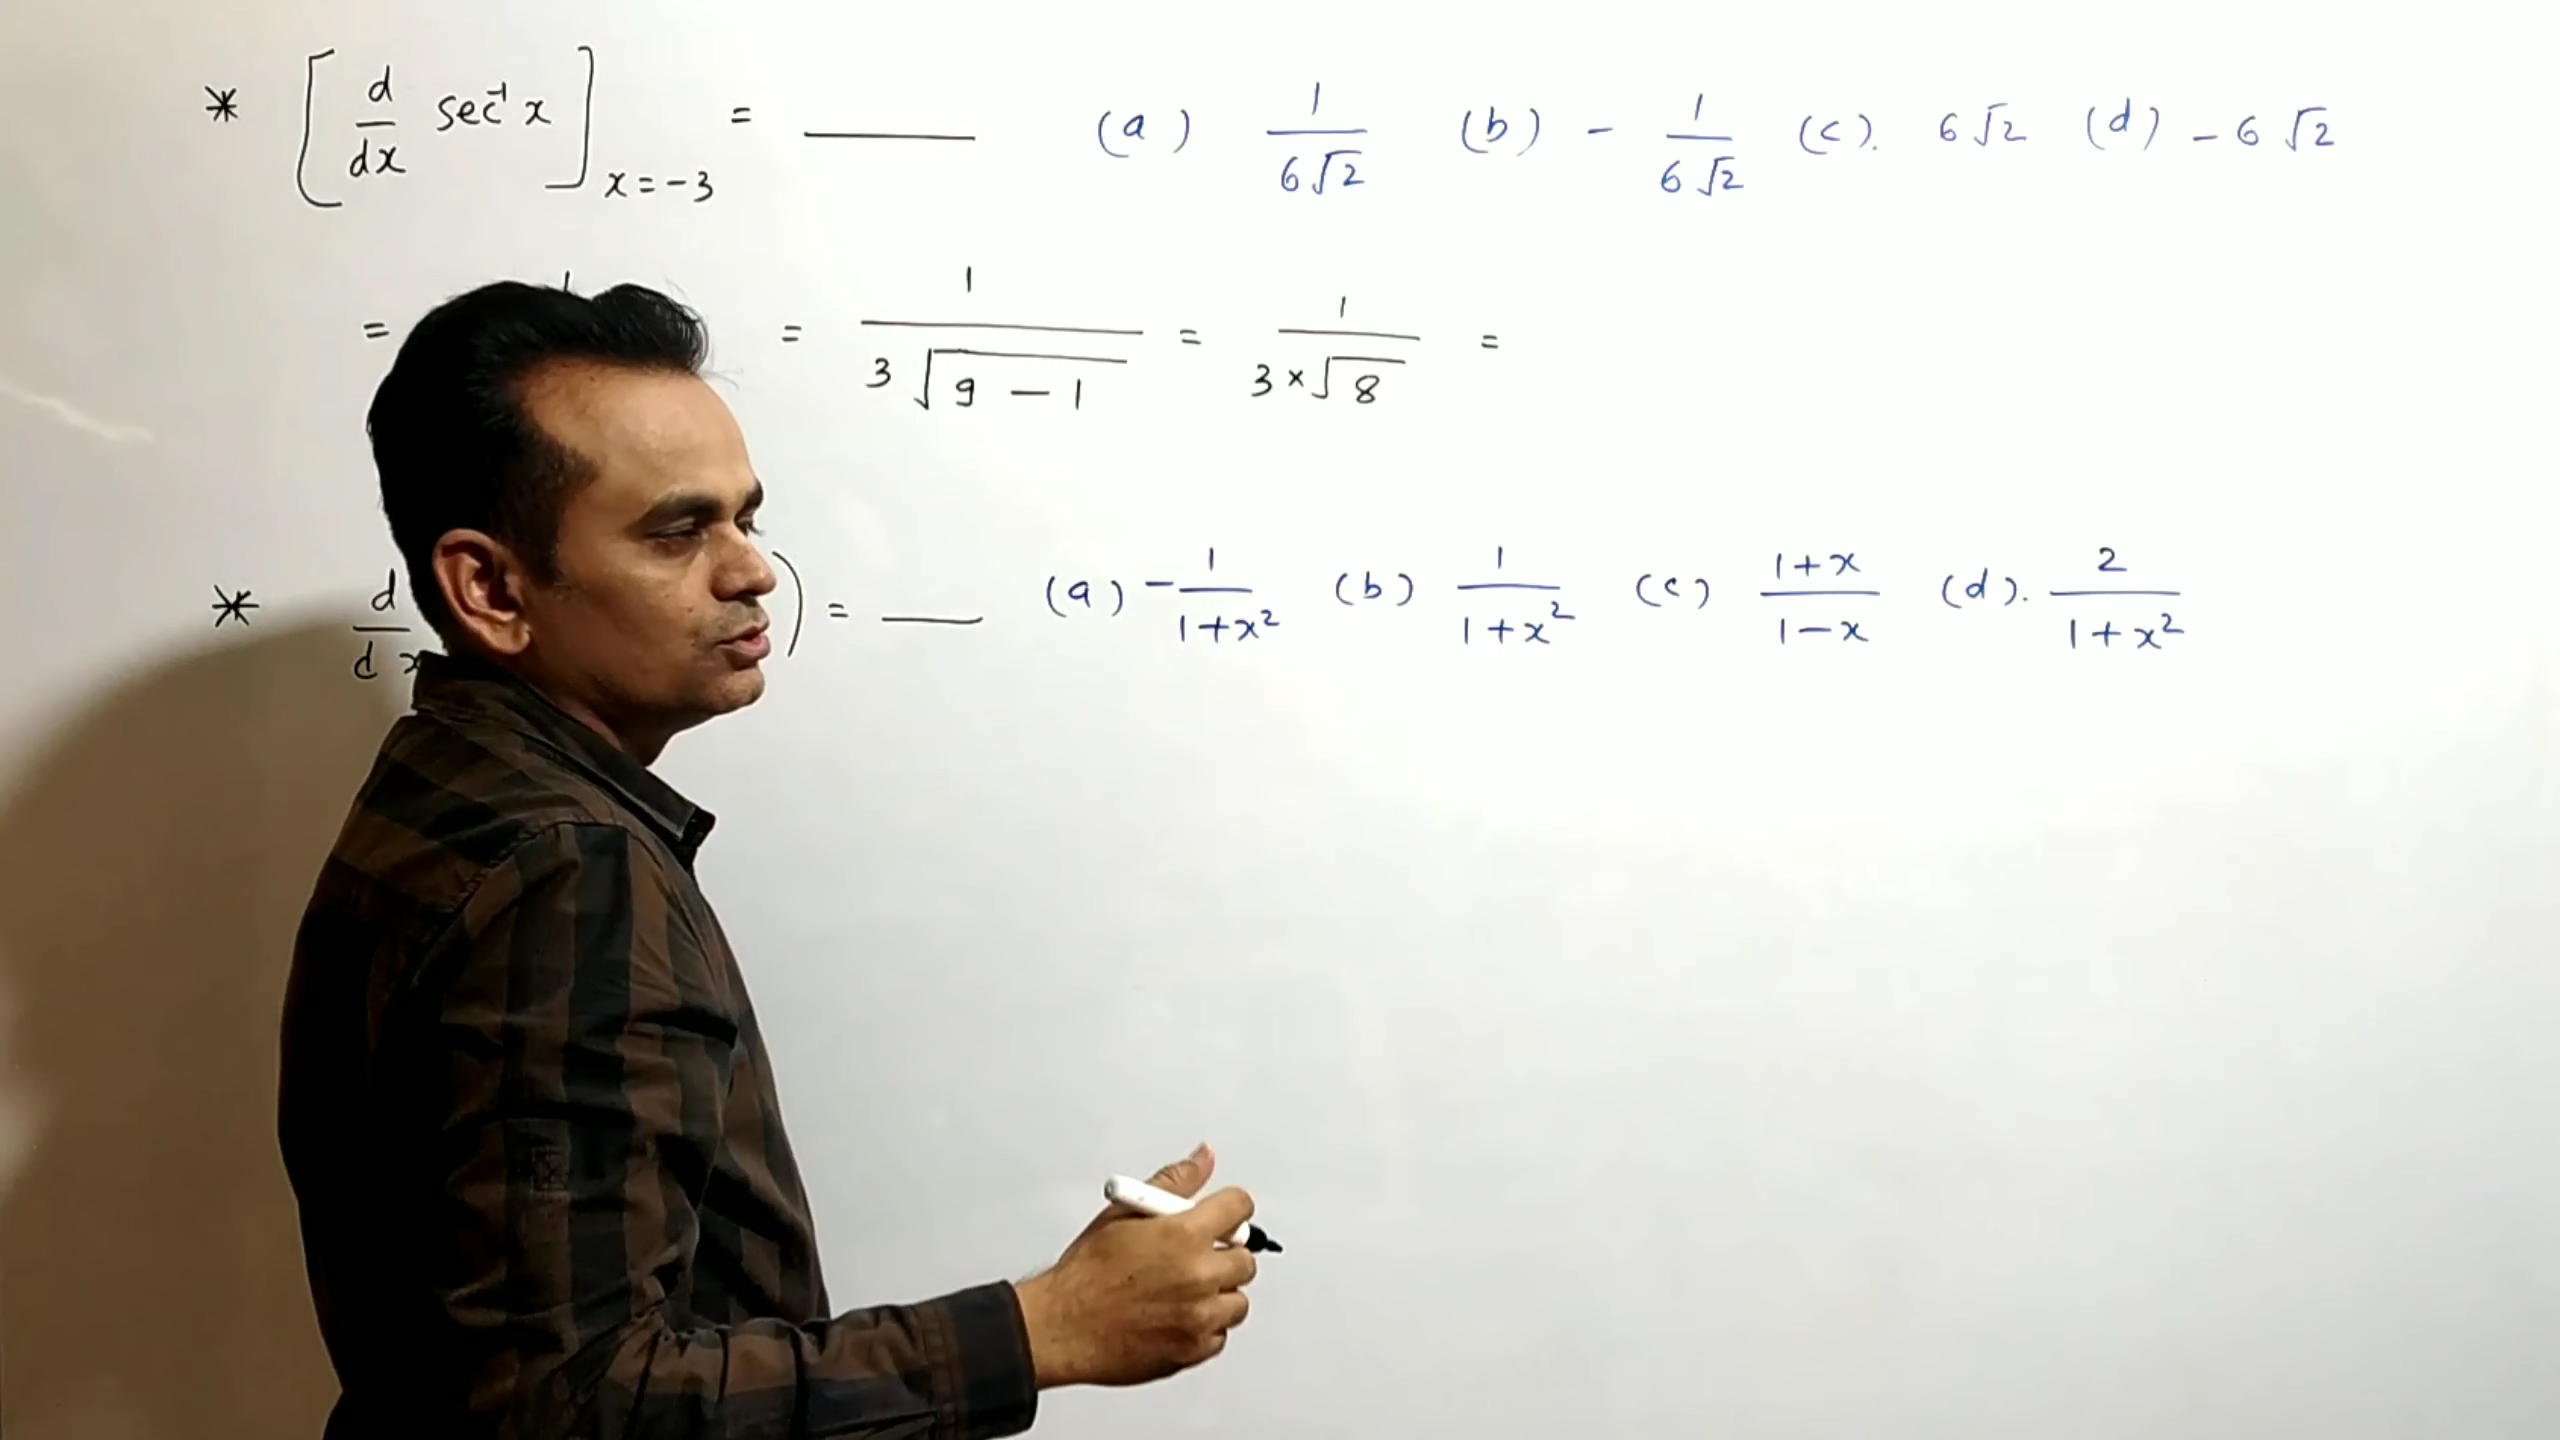 * [d/dx sec⁻¹ x]ₓ₌₋₃ = ____ (a) 1/(6√2) (b) - 1/(6√2) (c). 6√2 (d) - 6√2
= = 1/(3√(9 - 1)) = 1/(3×√8) =
* d/dx ) = ____ (a) - 1/(1+x²) (b) 1/(1+x²) (c) (1+x)/(1-x) (d). 2/(1+x²)